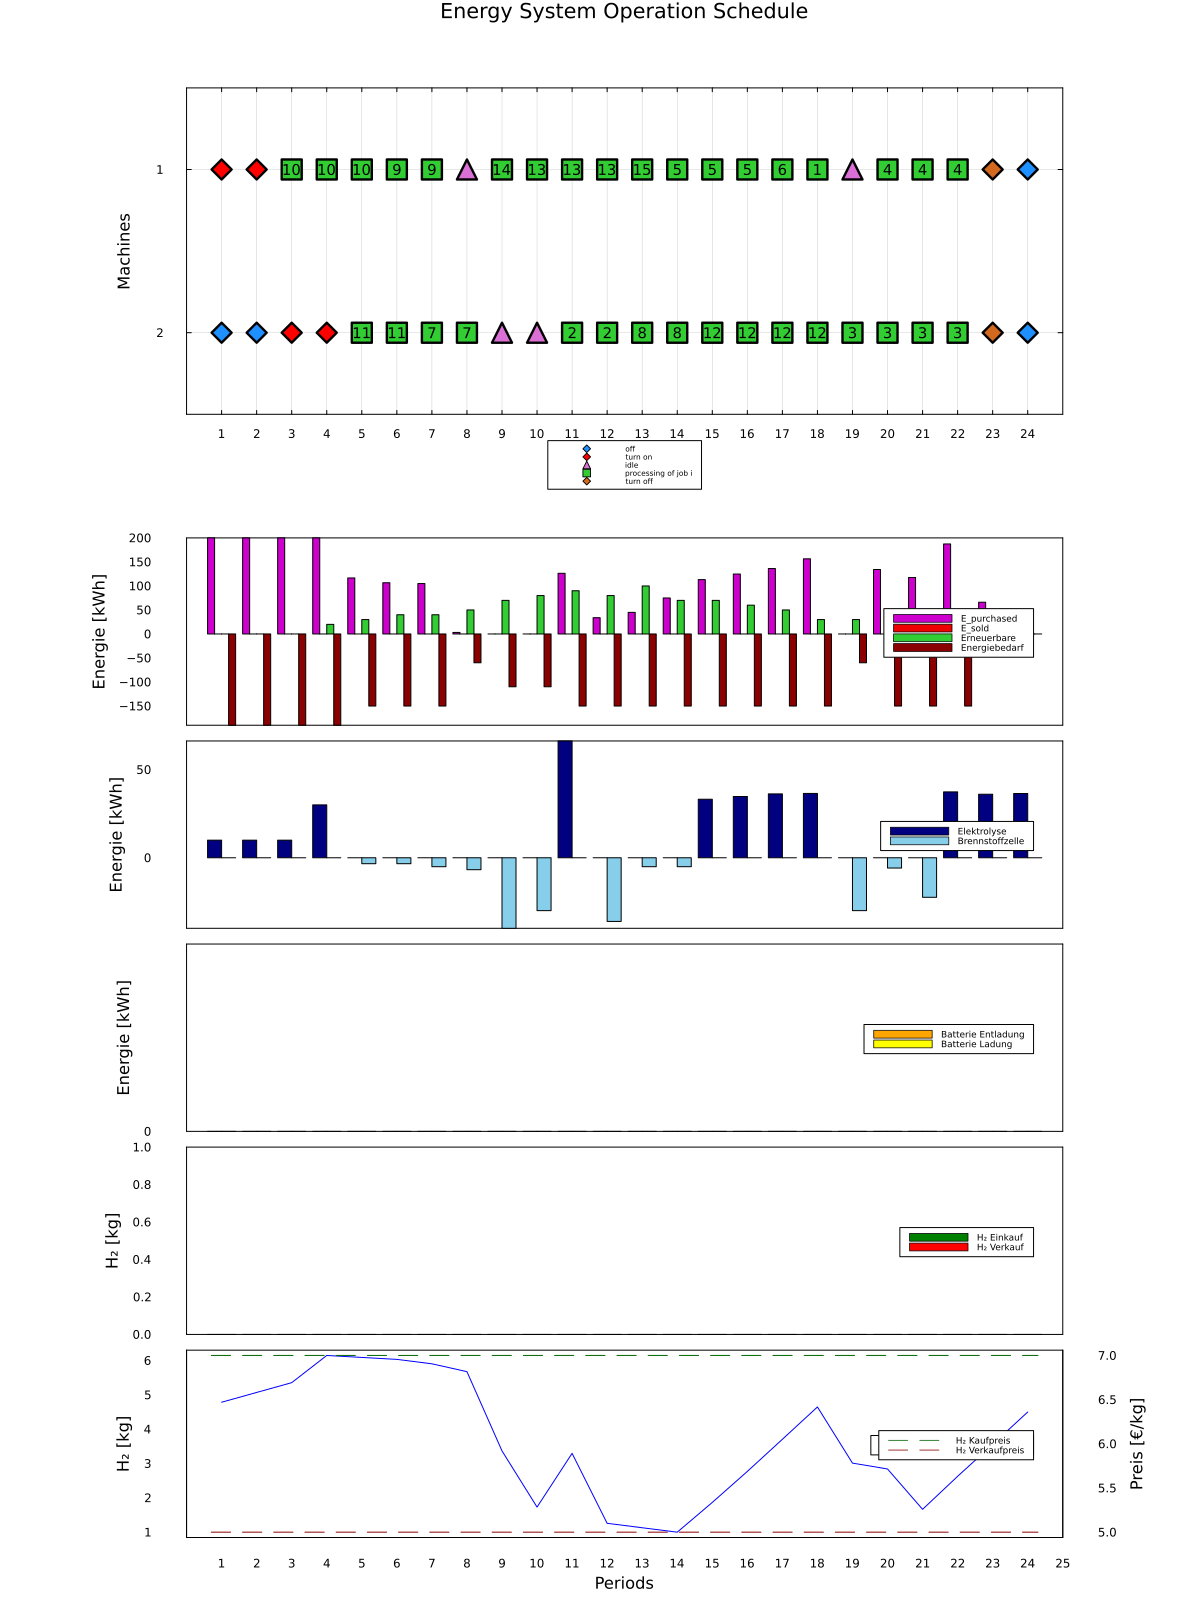 Energy System Operation Schedule
Machines
1
10 10 10 9 9 14 13 13 13 15 5 5 5 6 1 4 4 4
2
11 11 7 7 2 2 8 8 12 12 12 12 3 3 3 3
1 2 3 4 5 6 7 8 9 10 11 12 13 14 15 16 17 18 19 20 21 22 23 24
off
turn on
idle
processing of job i
turn off
Energie [kWh]
200
150
100
50
0
−50
−100
−150
E_purchased
E_sold
Erneuerbare
Energiebedarf
Energie [kWh]
50
0
Elektrolyse
Brennstoffzelle
Energie [kWh]
0
Batterie Entladung
Batterie Ladung
H₂ [kg]
1.0
0.8
0.6
0.4
0.2
0.0
H₂ Einkauf
H₂ Verkauf
H₂ [kg]
6
5
4
3
2
1
H₂ Kaufpreis
H₂ Verkaufpreis
7.0
6.5
6.0
5.5
5.0
Preis [€/kg]
1 2 3 4 5 6 7 8 9 10 11 12 13 14 15 16 17 18 19 20 21 22 23 24 25
Periods